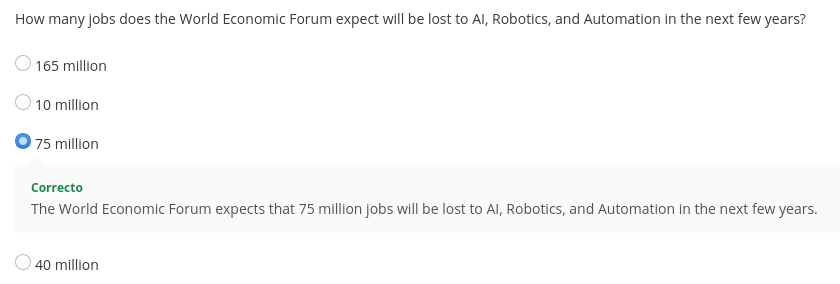 How many jobs does the World Economic Forum expect will be lost to AI, Robotics, and Automation in the next few years?
165 million
10 million
75 million
Correcto
The World Economic Forum expects that 75 million jobs will be lost to AI, Robotics, and Automation in the next few years.
40 million